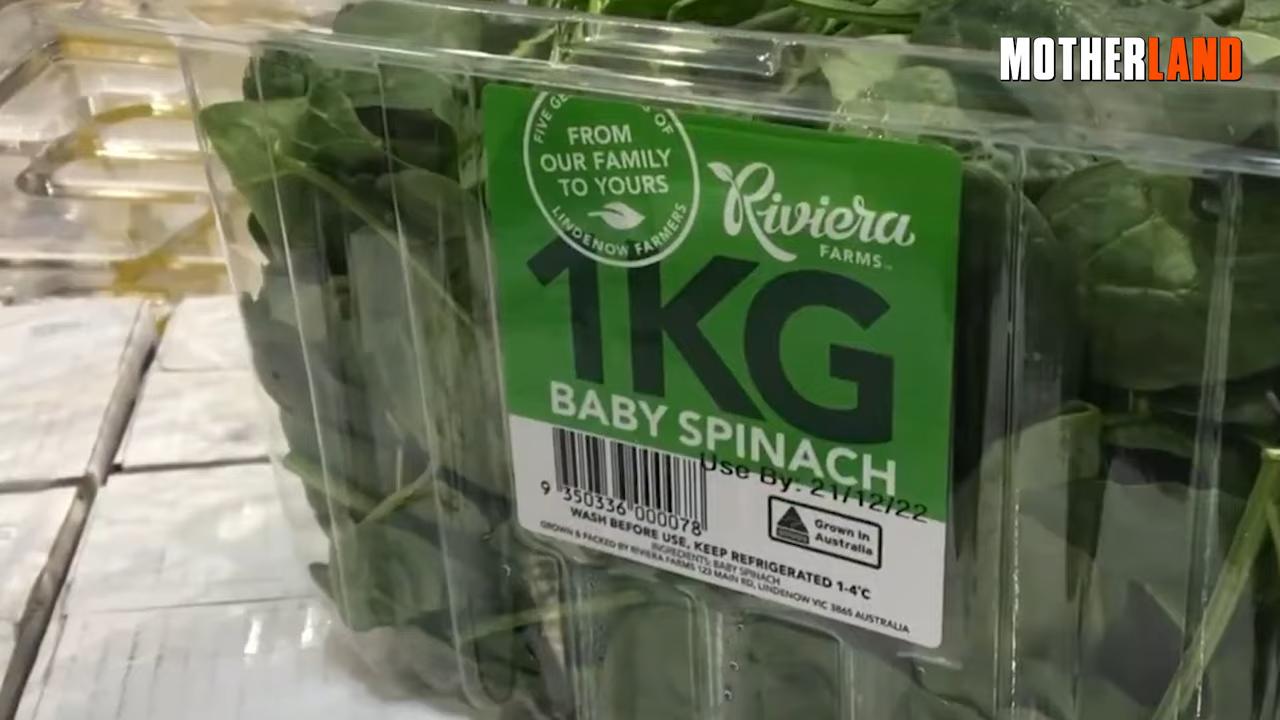 MOTHERLAND
FIVE GE OF
FROM
OUR FAMILY
TO YOURS
LINDENOW FARMERS
Riviera
FARMS
1KG
BABY SPINACH
Use By: 21/12/22
9 350336 000078
Grown In
Australia
WASH BEFORE USE, KEEP REFRIGERATED 1-4°C
INGREDIENTS: BABY SPINACH
GROWN & PACKED BY RIVIERA FARMS 123 MAIN RD, LINDENOW VIC 3865 AUSTRALIA